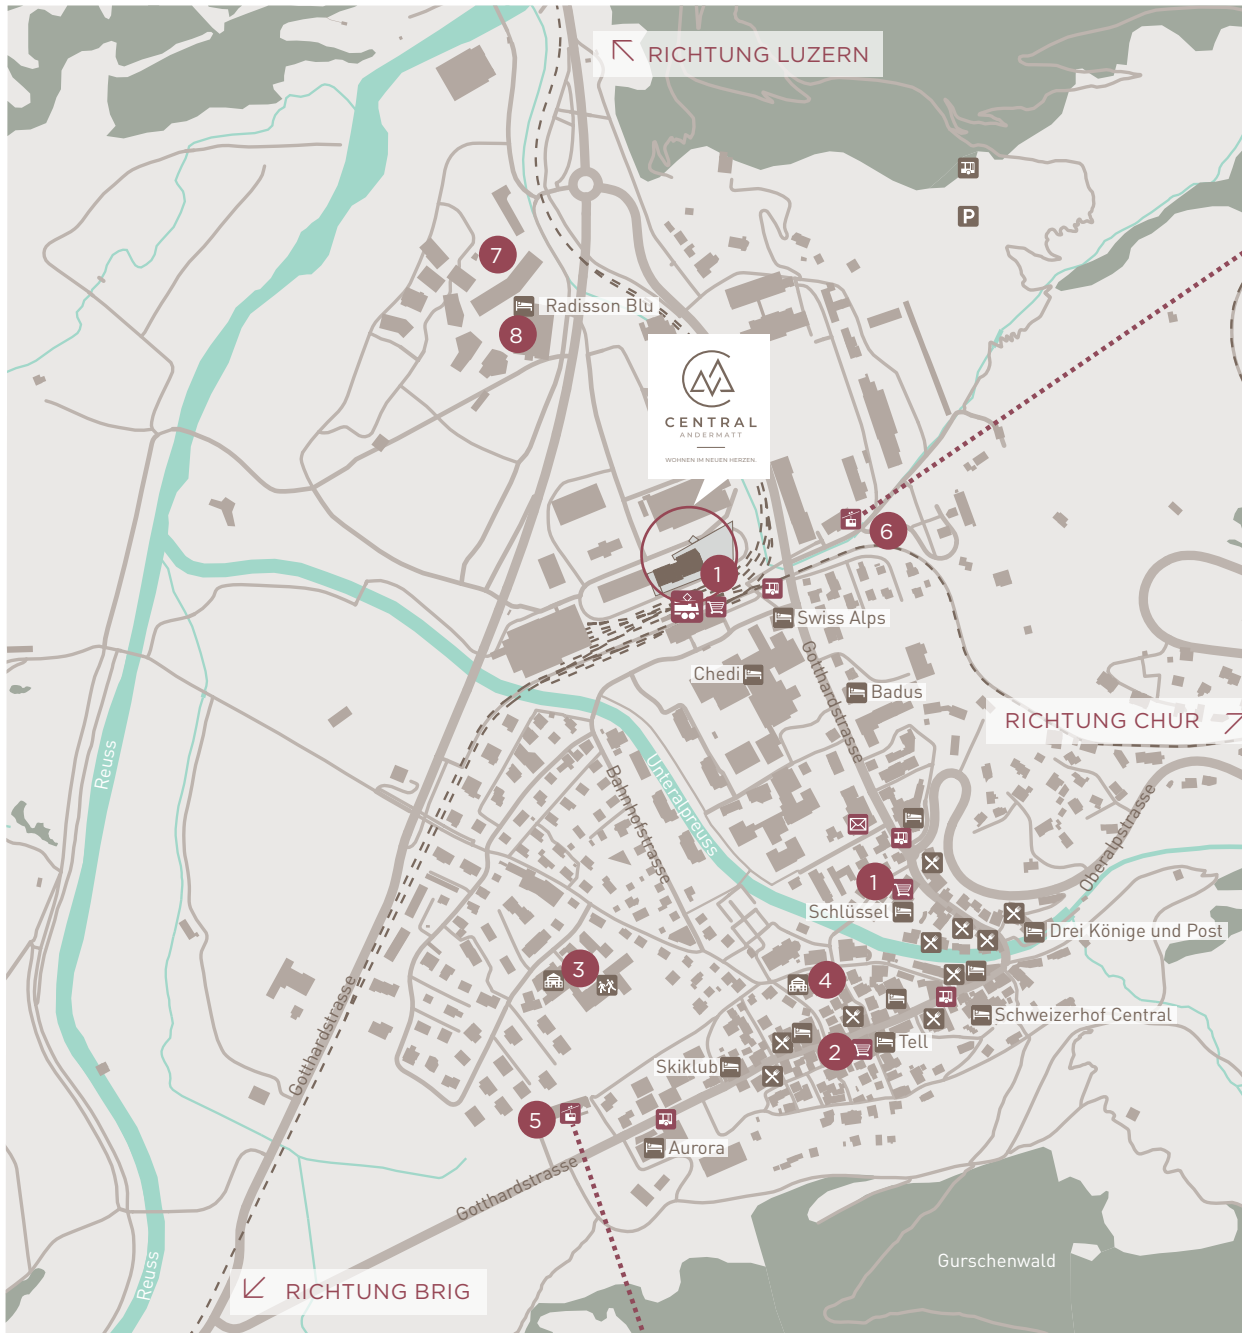 RICHTUNG LUZERN
P
7
Radisson Blu
8
CENTRAL
ANDERMATT
WOHNEN IM NEUEN HERZEN.
6
1
Swiss Alps
Gotthardstrasse
Chedi
Badus
RICHTUNG CHUR
Reuss
Unteralpreuss
Bahnhofstrasse
Oberalpstrasse
1
Schlüssel
Drei Könige und Post
3
4
Gotthardstrasse
Schweizerhof Central
Tell
2
Skiklub
5
Aurora
Gotthardstrasse
Reuss
Gurschenwald
RICHTUNG BRIG